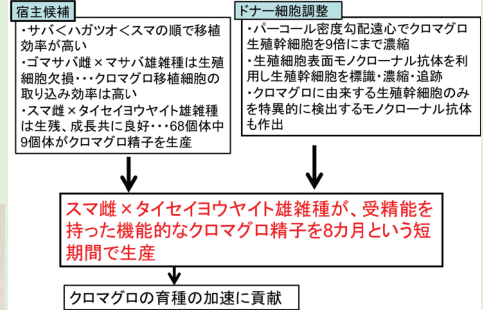 宿主候補
・サバ<ハガツオ<スマの順で移植
効率が高い
・ゴマサバ雌×マサバ雄雑種は生殖
細胞欠損・・・クロマグロ移植細胞の
取り込み効率は高い
・スマ雌×タイセイヨウヤイト雄雑種
は生残、成長共に良好・・・68個体中
9個体がクロマグロ精子を生産
ドナー細胞調整
・パーコール密度勾配遠心でクロマグロ
生殖幹細胞を9倍にまで濃縮
・生殖細胞表面モノクローナル抗体を利
用し生殖幹細胞を標識・濃縮・追跡
・クロマグロに由来する生殖幹細胞のみ
を特異的に検出するモノクローナル抗体
も作出
スマ雌×タイセイヨウヤイト雄雑種が、受精能を
持った機能的なクロマグロ精子を8カ月という短
期間で生産
クロマグロの育種の加速に貢献